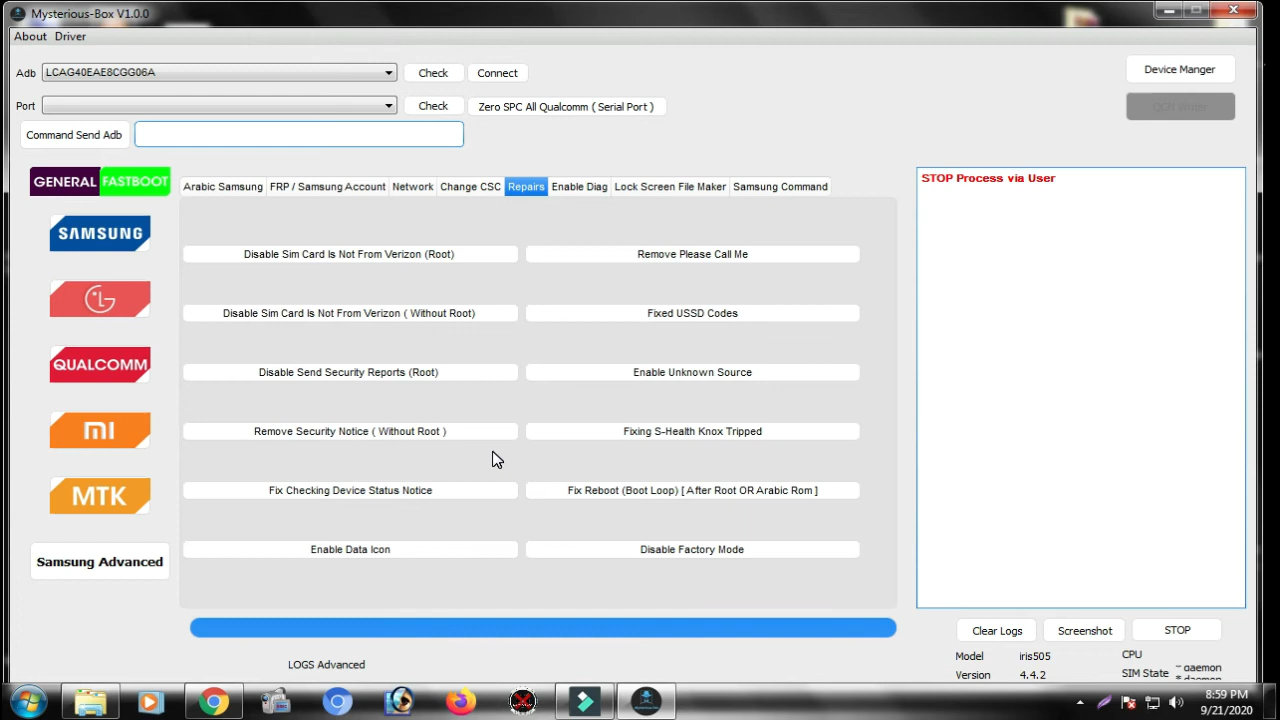 Mysterious-Box V1.0.0
About Driver
Adb LCAG40EAE8CGG06A Check Connect
Device Manger
Port Check Zero SPC All Qualcomm ( Serial Port )
Command Send Adb
GENERAL FASTBOOT
Arabic Samsung FRP / Samsung Account Network Change CSC Repairs Enable Diag Lock Screen File Maker Samsung Command
STOP Process via User
SAMSUNG
LG
QUALCOMM
MI
MTK
Samsung Advanced
Disable Sim Card Is Not From Verizon (Root) Remove Please Call Me
Disable Sim Card Is Not From Verizon ( Without Root) Fixed USSD Codes
Disable Send Security Reports (Root) Enable Unknown Source
Remove Security Notice ( Without Root ) Fixing S-Health Knox Tripped
Fix Checking Device Status Notice Fix Reboot (Boot Loop) [ After Root OR Arabic Rom ]
Enable Data Icon Disable Factory Mode
Clear Logs Screenshot STOP
LOGS Advanced
Model iris505 CPU
Version 4.4.2 SIM State ~ daemon
* daemon
8:59 PM
9/21/2020